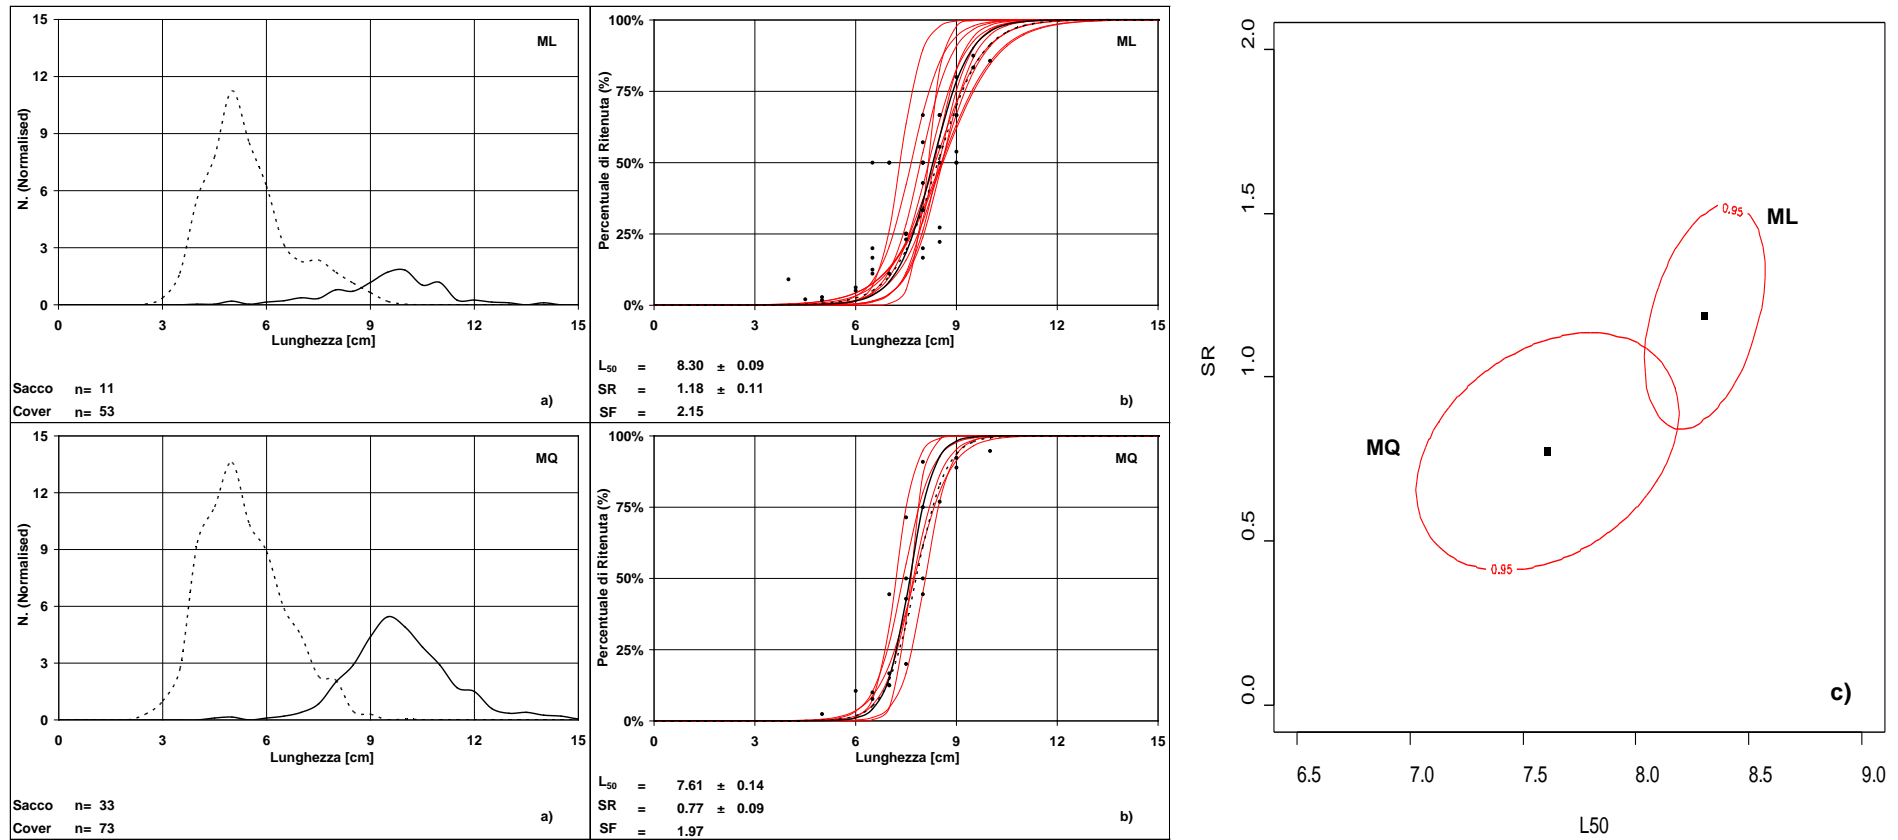 15
12
9
6
3
0
N. (Normalised)
ML
0 3 6 9 12 15
Lunghezza [cm]
Sacco n= 11
Cover n= 53
a)
100%
75%
50%
25%
0%
Percentuale di Ritenuta (%)
ML
0 3 6 9 12 15
Lunghezza [cm]
L50 = 8.30 ± 0.09
SR = 1.18 ± 0.11
SF = 2.15
b)
15
12
9
6
3
0
N. (Normalised)
MQ
0 3 6 9 12 15
Lunghezza [cm]
Sacco n= 33
Cover n= 73
a)
100%
75%
50%
25%
0%
Percentuale di Ritenuta (%)
MQ
0 3 6 9 12 15
Lunghezza [cm]
L50 = 7.61 ± 0.14
SR = 0.77 ± 0.09
SF = 1.97
b)
2.0
1.5
1.0
0.5
0.0
SR
0.95
ML
MQ
0.95
c)
6.5 7.0 7.5 8.0 8.5 9.0
L50